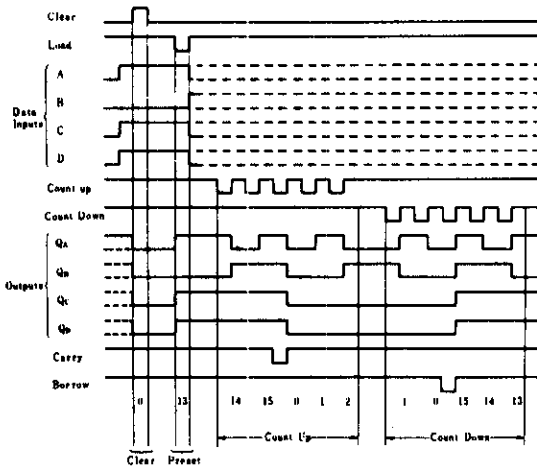 Clear
Load
A
B
Data
Inputs
C
D
Count up
Count Down
QA
QB
Outputs
QC
QD
Carry
Borrow
0 13 14 15 0 1 2 1 0 15 14 13
Count Up Count Down
Clear Preset